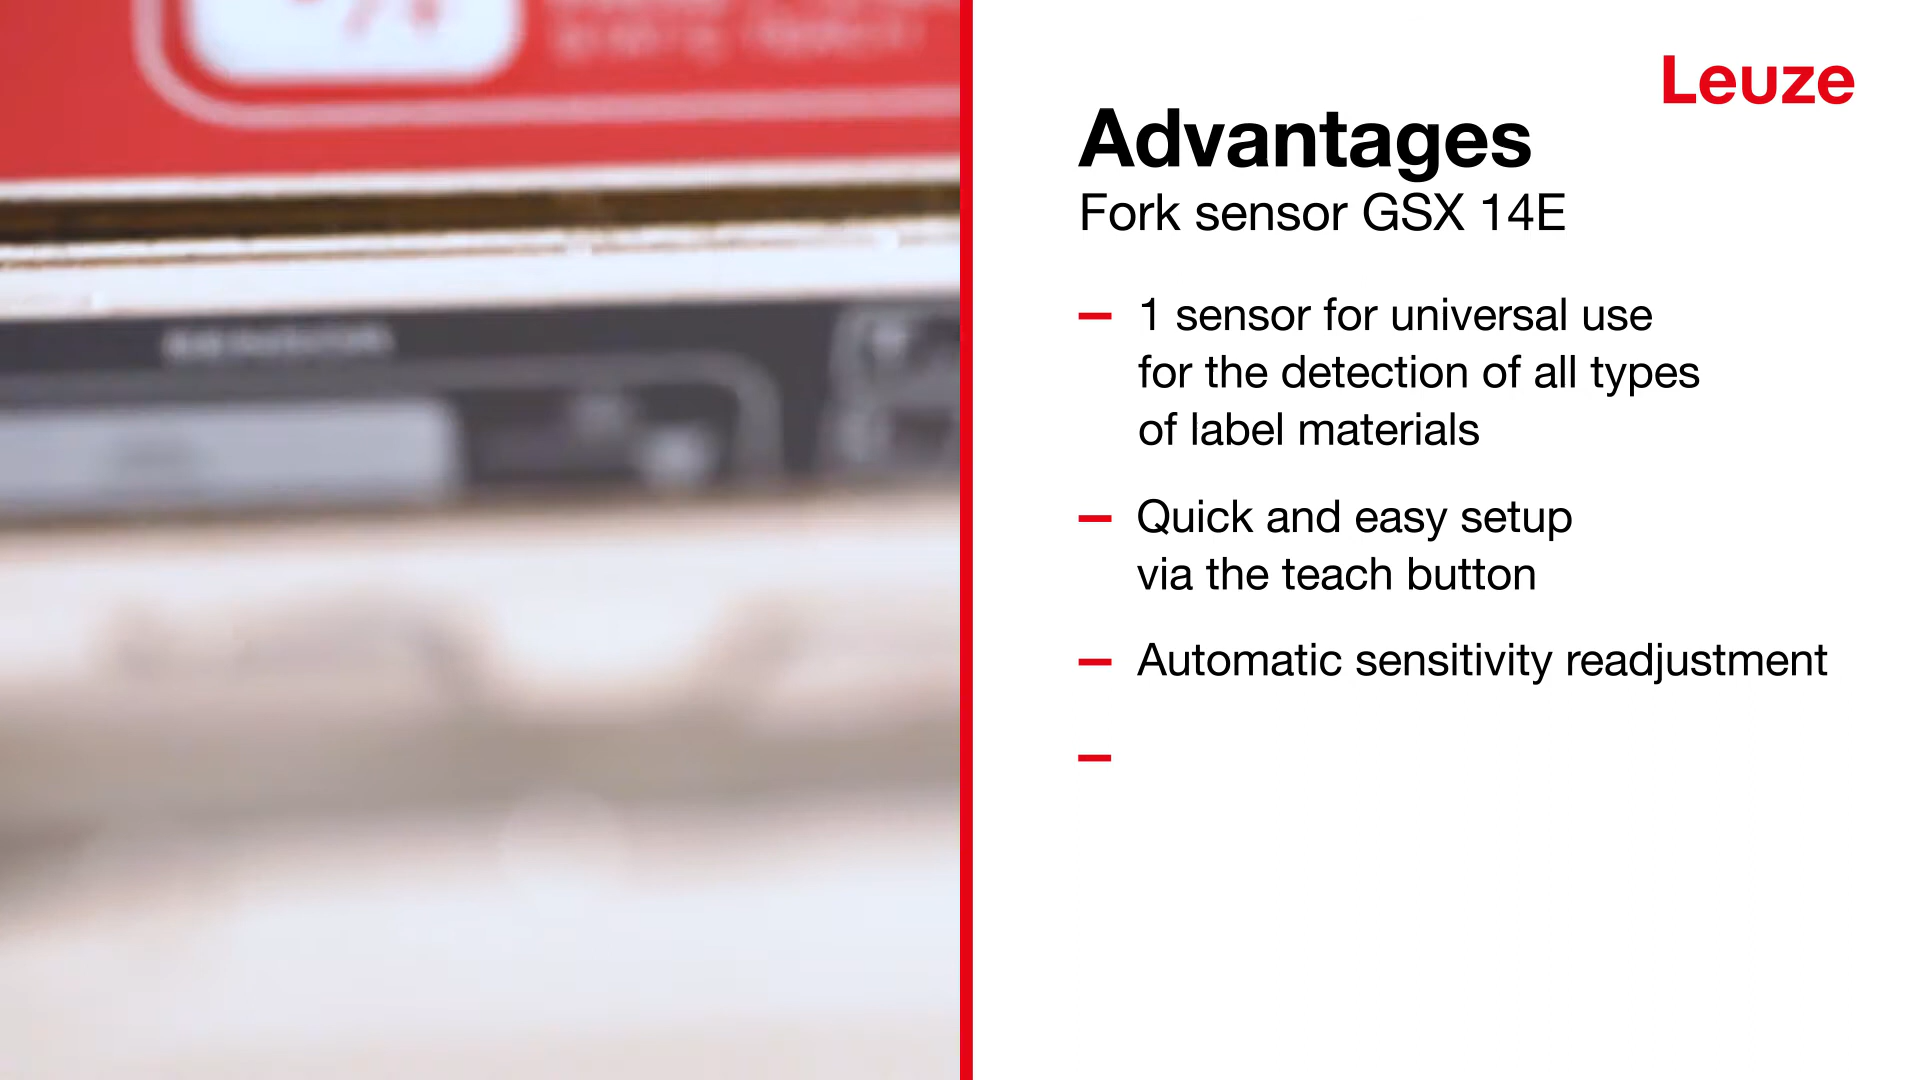 Leuze
Advantages
Fork sensor GSX 14E
– 1 sensor for universal use
for the detection of all types
of label materials
– Quick and easy setup
via the teach button
– Automatic sensitivity readjustment
–